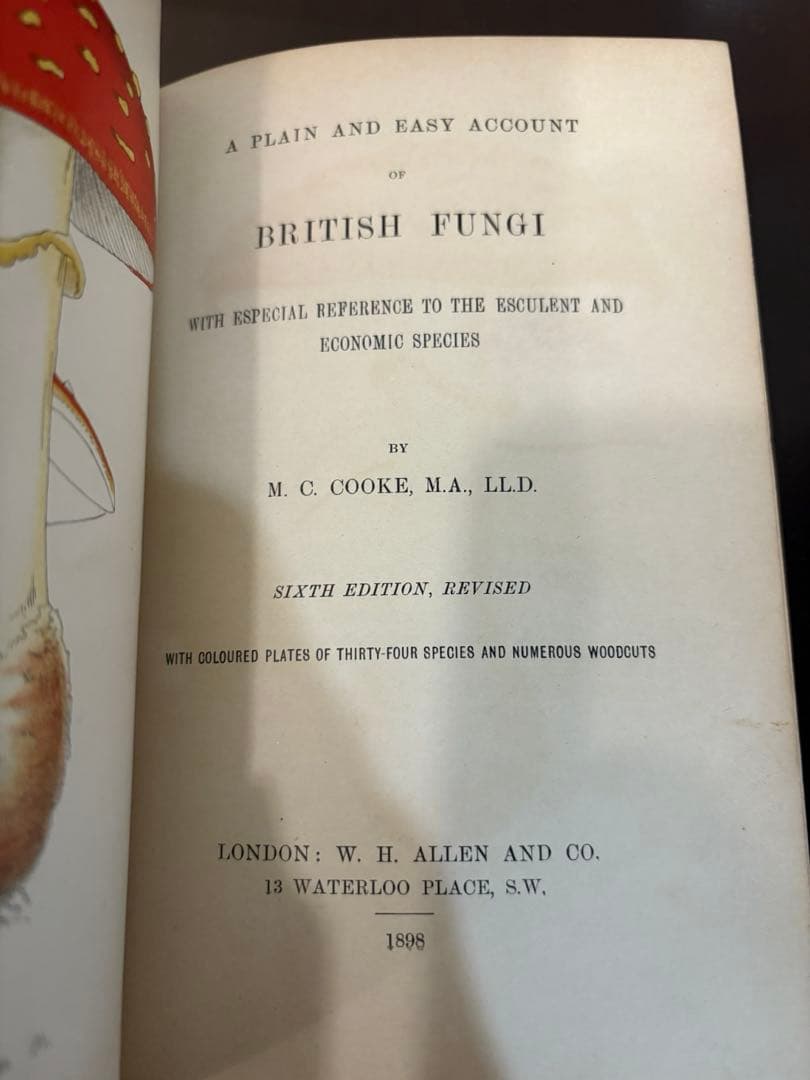 A PLAIN AND EASY ACCOUNT
OF
BRITISH FUNGI
WITH ESPECIAL REFERENCE TO THE ESCULENT AND
ECONOMIC SPECIES
BY
M. C. COOKE, M.A., LL.D.
SIXTH EDITION, REVISED
WITH COLOURED PLATES OF THIRTY-FOUR SPECIES AND NUMEROUS WOODCUTS
LONDON: W. H. ALLEN AND CO.
13 WATERLOO PLACE, S.W.
1898